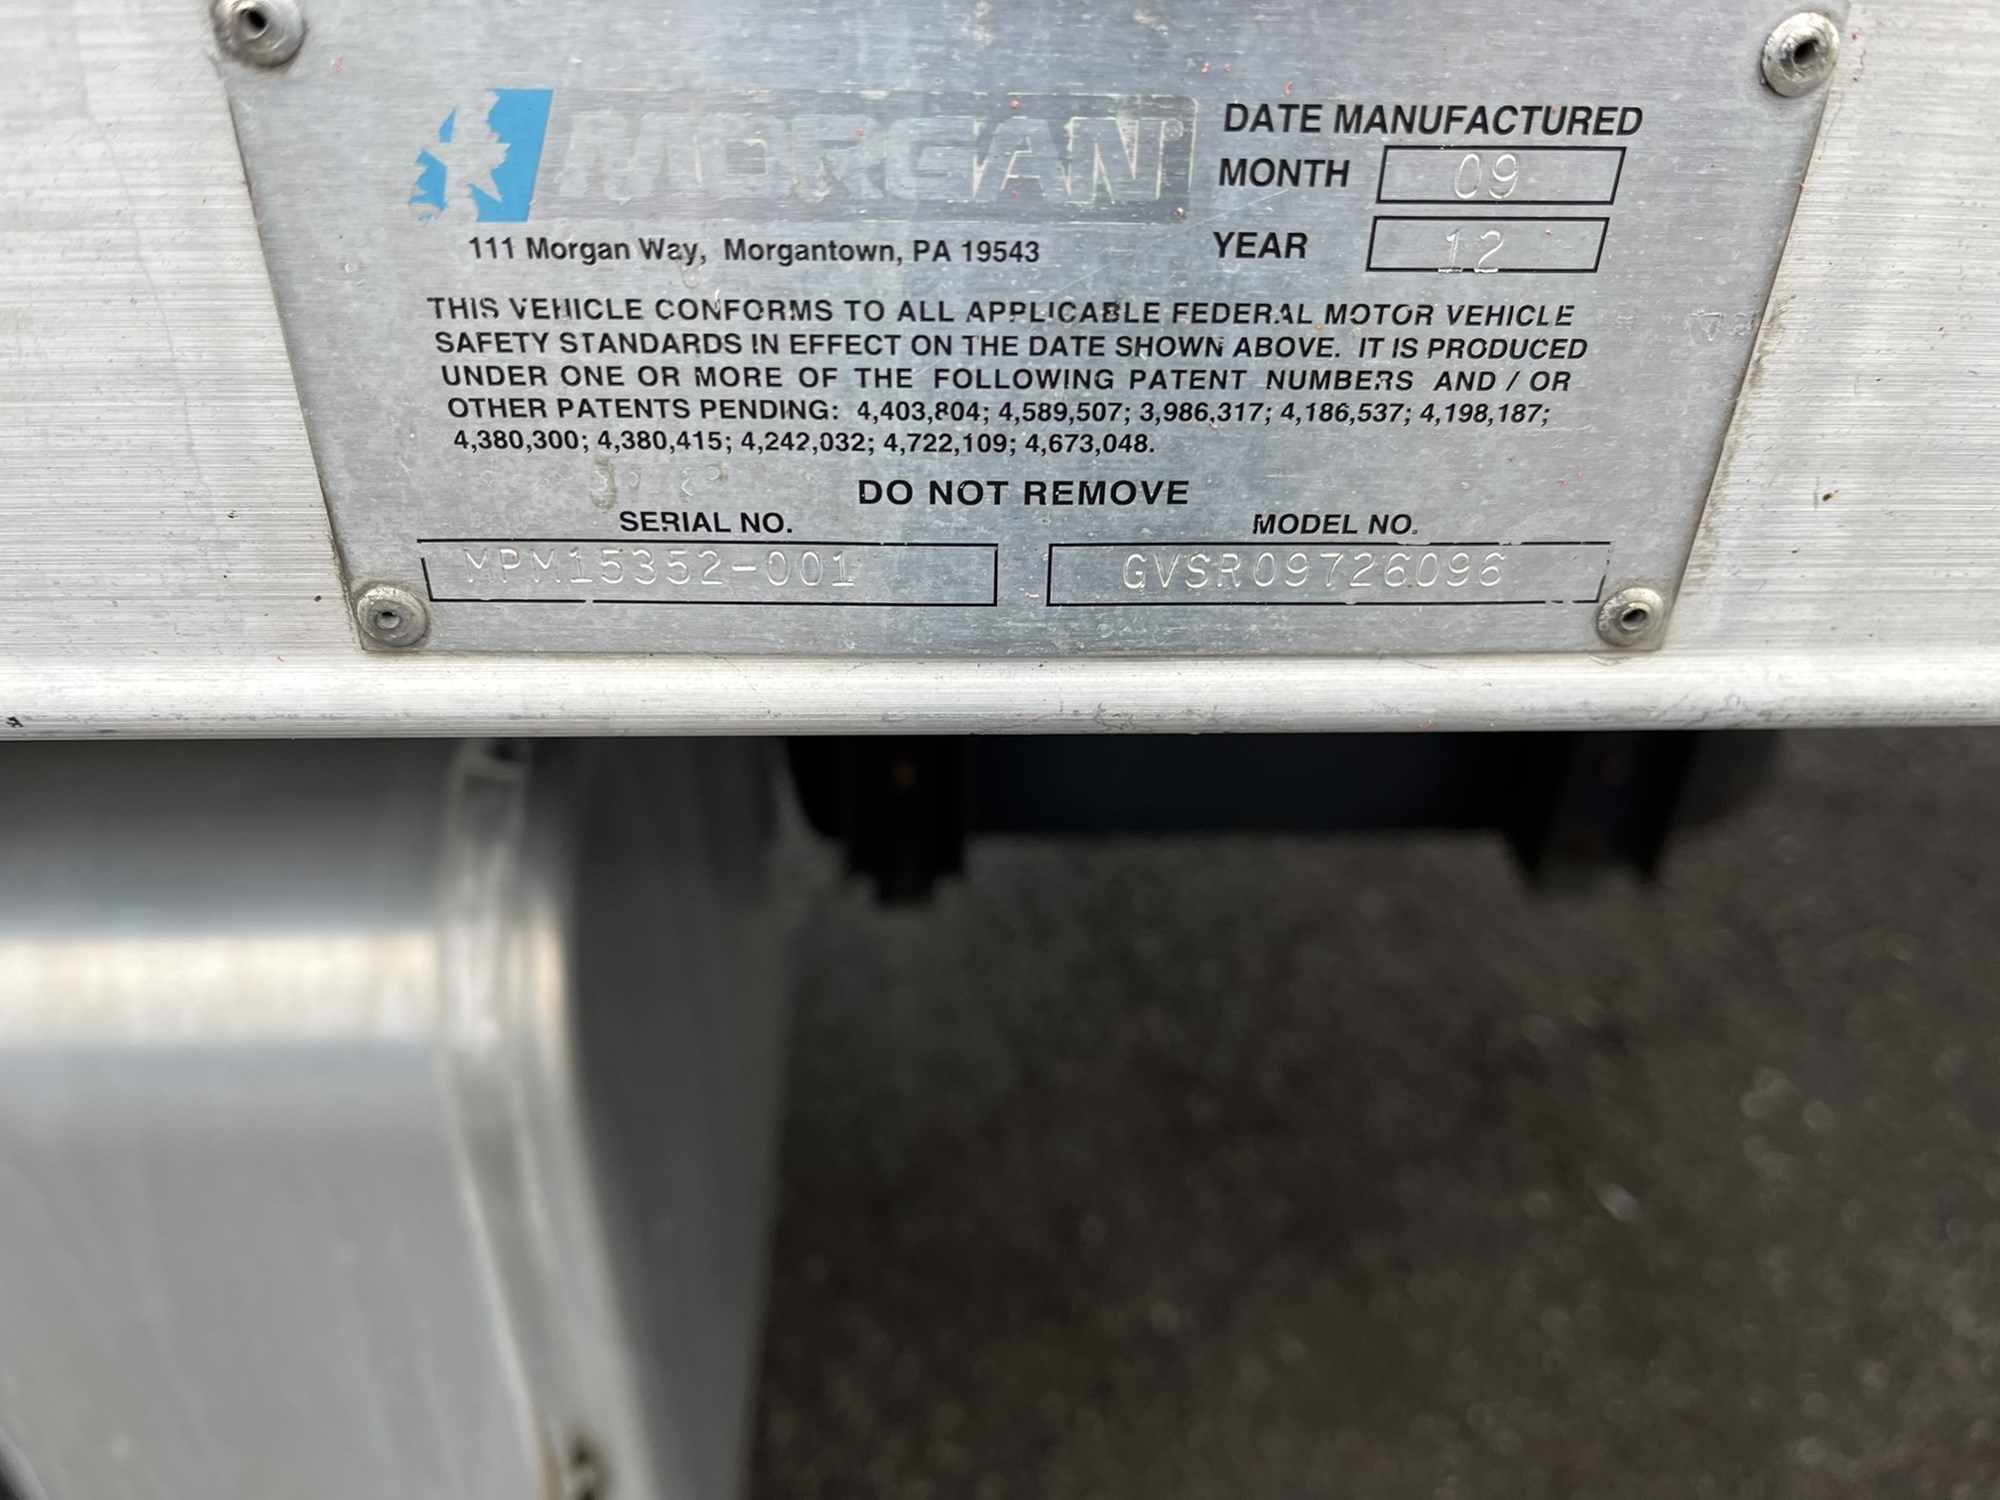 MORGAN®
111 Morgan Way, Morgantown, PA 19543
DATE MANUFACTURED
MONTH 09
YEAR 12
THIS VEHICLE CONFORMS TO ALL APPLICABLE FEDERAL MOTOR VEHICLE
SAFETY STANDARDS IN EFFECT ON THE DATE SHOWN ABOVE. IT IS PRODUCED
UNDER ONE OR MORE OF THE FOLLOWING PATENT NUMBERS AND / OR
OTHER PATENTS PENDING: 4,403,804; 4,589,507; 3,986,317; 4,186,537; 4,198,187;
4,380,300; 4,380,415; 4,242,032; 4,722,109; 4,673,048.
DO NOT REMOVE
SERIAL NO.
MPM15352-001
MODEL NO.
GVSR09726096